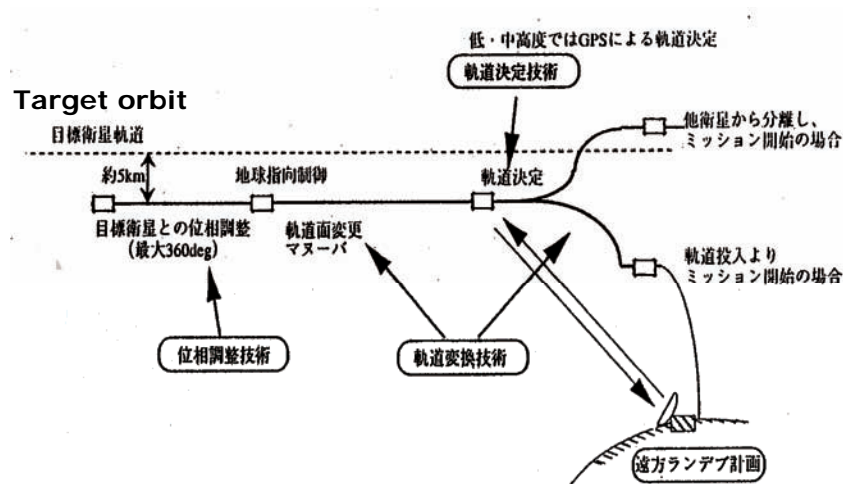 低・中高度ではGPSによる軌道決定
軌道決定技術
Target orbit
目標衛星軌道
他衛星から分離し、
ミッション開始の場合
約5km
地球指向制御
軌道決定
目標衛星との位相調整
(最大360deg)
軌道面変更
マヌーバ
軌道投入より
ミッション開始の場合
位相調整技術
軌道変換技術
遠方ランデブ計画